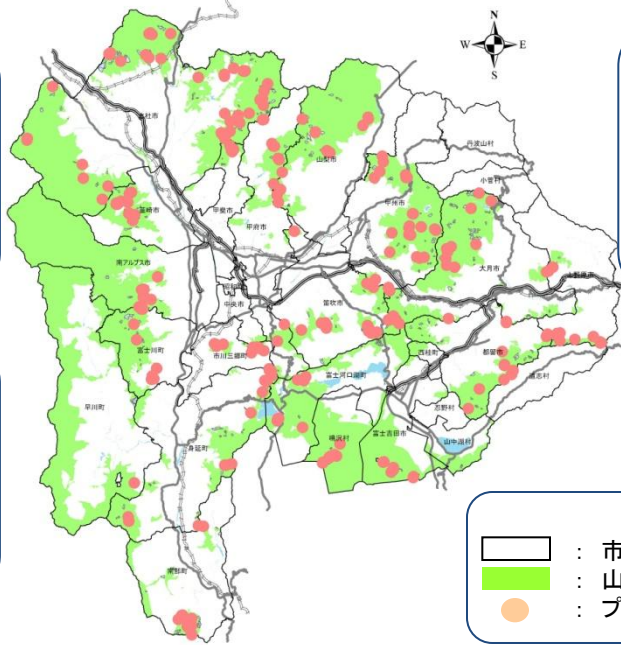 N
W E
S
北杜市
丹波山村
小菅村
山梨市
甲州市
韮崎市
甲斐市
甲府市
南アルプス市
大月市
上野原市
昭和町
中央市
笛吹市
富士川町
市川三郷町
西桂町
都留市
富士河口湖町
道志村
早川町
忍野村
鳴沢村
富士吉田市
山中湖村
身延町
南部町
: 市
: 山
: プ